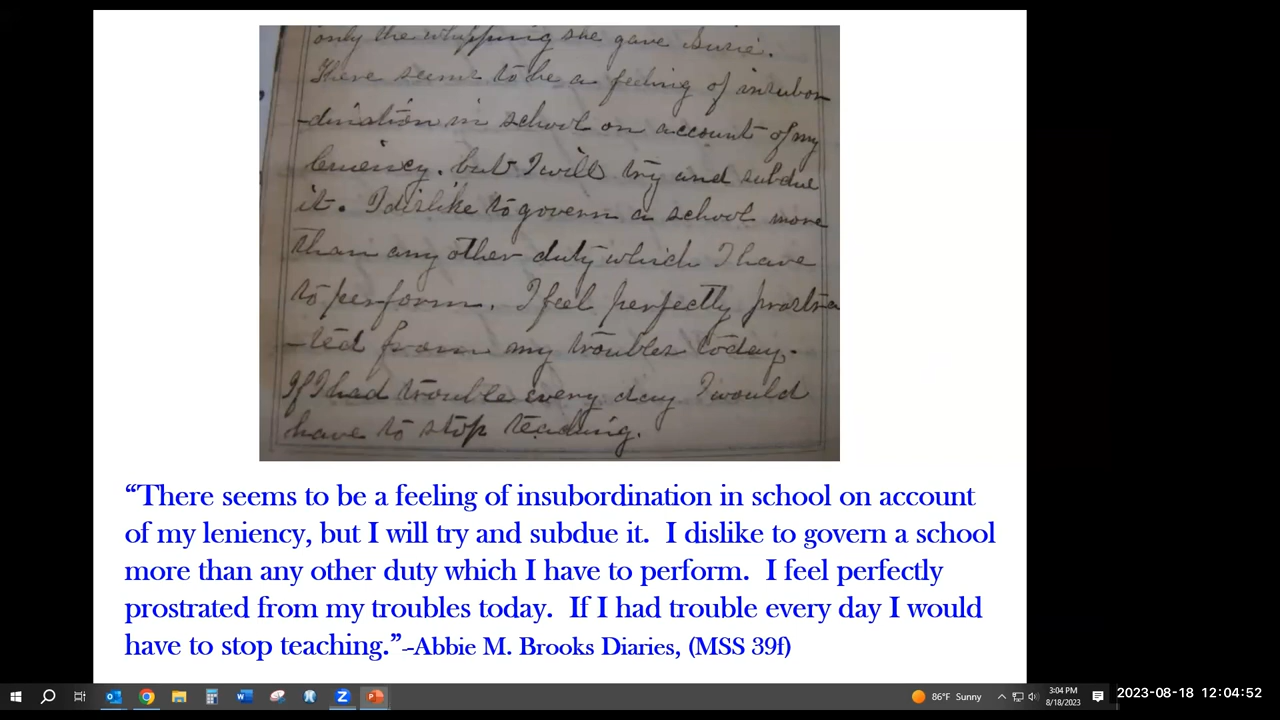 only the whipping she gave Susie.
There seems to be a feeling of insubor
-dination in school on account of my
leniency. but I will try and subdue
it. I dislike to govern a school more
than any other duty which I have
to perform. I feel perfectly prostra
-ted from my troubles today.
If I had trouble every day I would
have to stop teaching.
“There seems to be a feeling of insubordination in school on account
of my leniency, but I will try and subdue it.  I dislike to govern a school
more than any other duty which I have to perform.  I feel perfectly
prostrated from my troubles today.  If I had trouble every day I would
have to stop teaching.”--Abbie M. Brooks Diaries, (MSS 39f)
86°F Sunny
3:04 PM
8/18/2023
2023-08-18 12:04:52